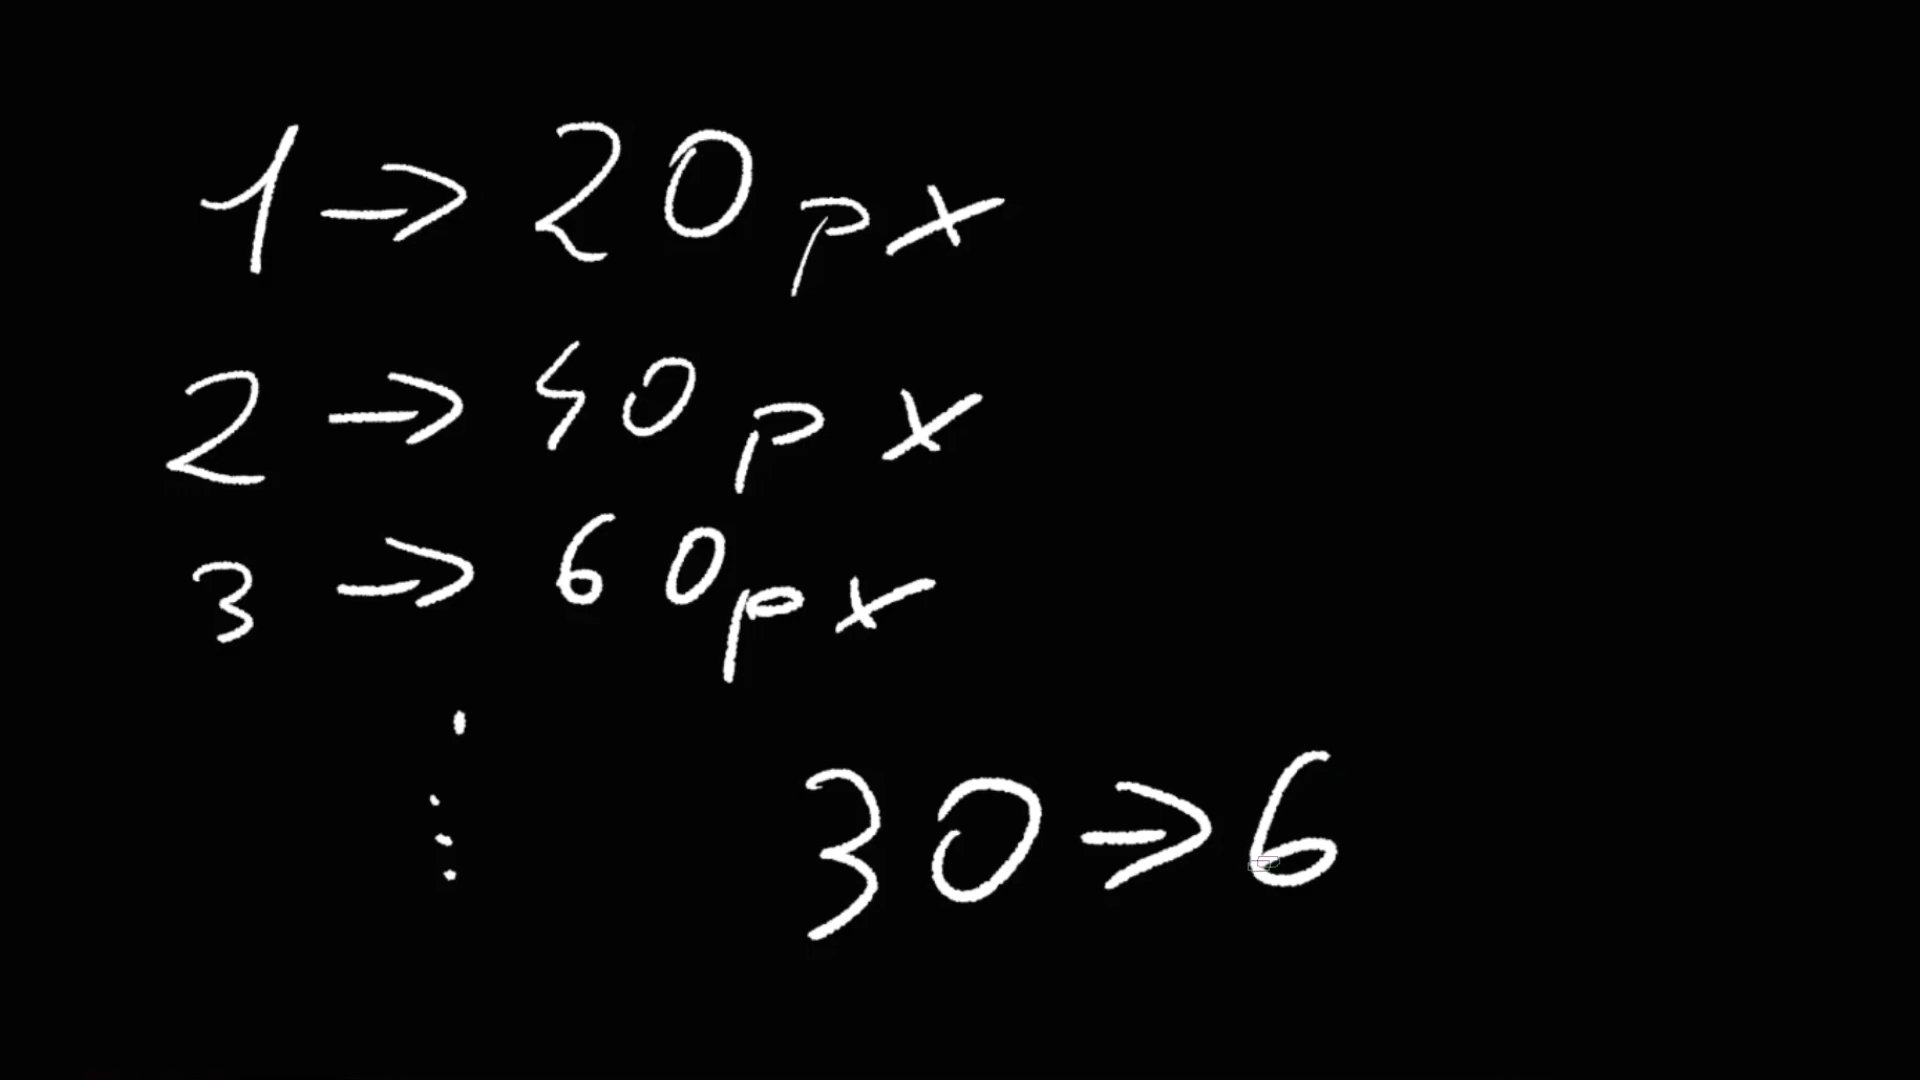 1 → 20px
2 → 40px
3 → 60px
⋮
30 → 6